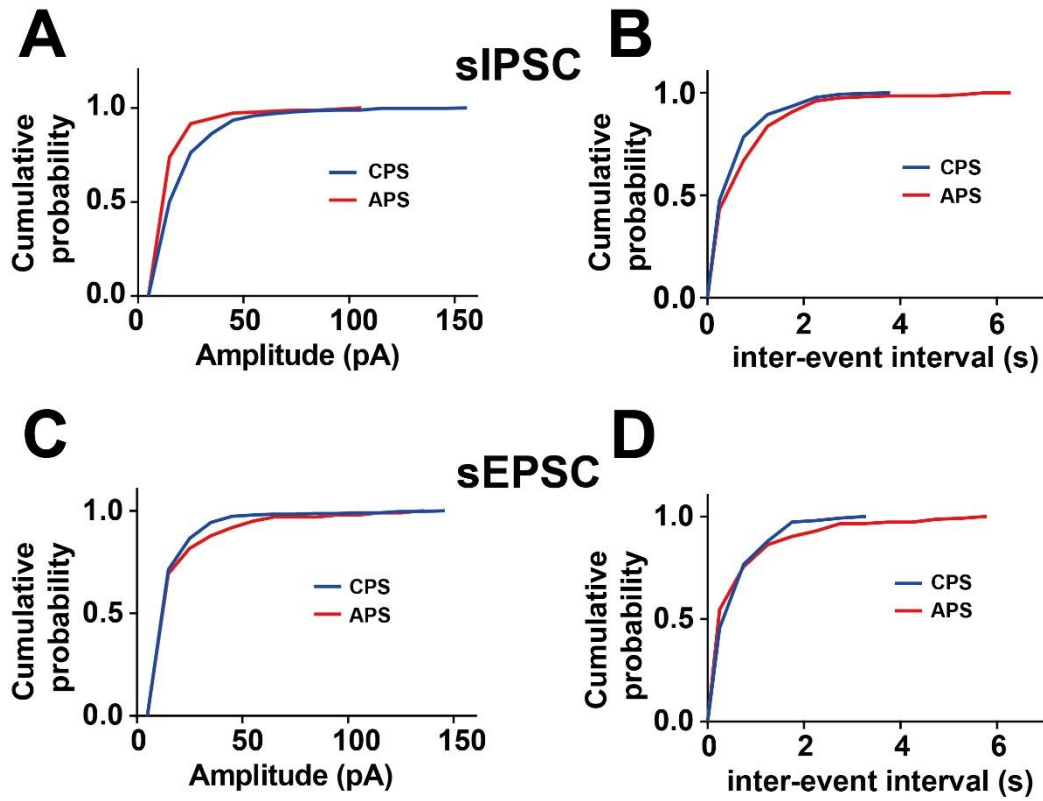 A
sIPSC
B
Cumulative
probability
1.0
0.5
0.0
CPS
APS
0
50
100
150
Amplitude (pA)
Cumulative
probability
1.0
0.5
0.0
CPS
APS
0
2
4
6
inter-event interval (s)
C
sEPSC
D
Cumulative
probability
1.0
0.5
0.0
CPS
APS
0
50
100
150
Amplitude (pA)
Cumulative
probability
1.0
0.5
0.0
CPS
APS
0
2
4
6
inter-event interval (s)